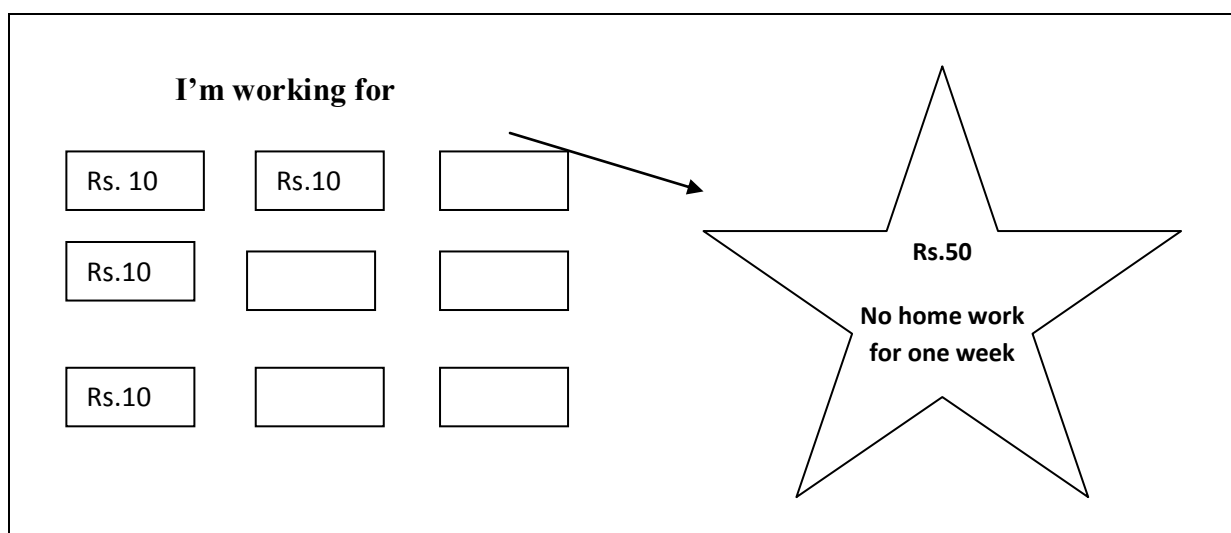 I’m working for
Rs. 10
Rs.10
Rs.10
Rs.10
Rs.50
No home work
for one week